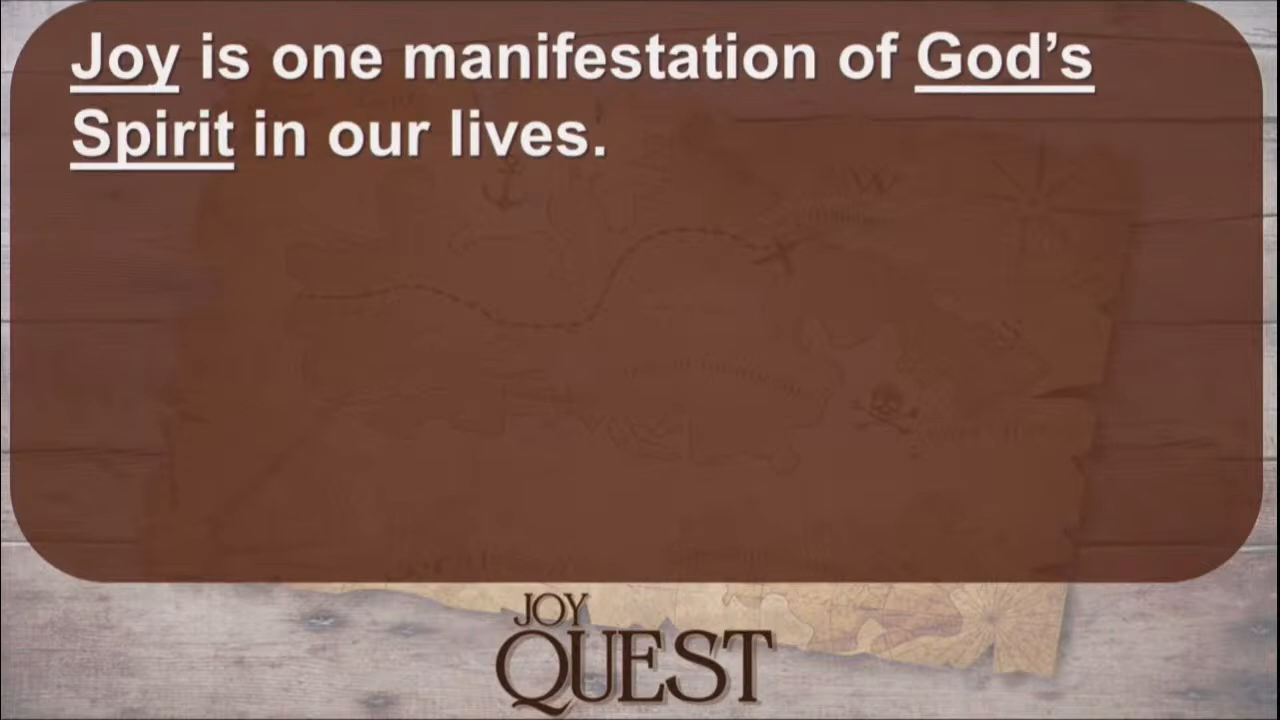 Joy is one manifestation of God’s
Spirit in our lives.
W
S
JOY
QUEST